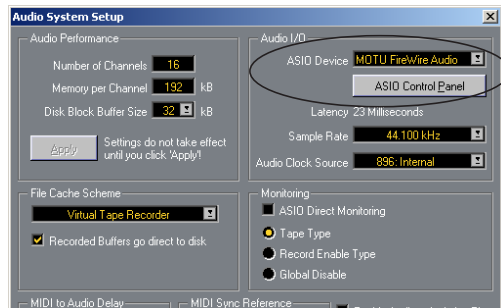 Audio System Setup
Audio Performance
Number of Channels 16
Memory per Channel 192 kB
Disk Block Buffer Size 32 kB
Apply
Settings do not take effect
until you click 'Apply'!
Audio I/O
ASIO Device MOTU FireWire Audio
ASIO Control Panel
Latency 23 Milliseconds
Sample Rate 44.100 kHz
Audio Clock Source 896: Internal
File Cache Scheme
Virtual Tape Recorder
Recorded Buffers go direct to disk
Monitoring
ASIO Direct Monitoring
Tape Type
Record Enable Type
Global Disable
MIDI to Audio Delay
MIDI Sync Reference